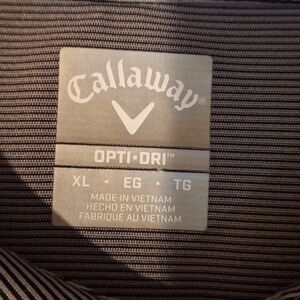 Callaway®
OPTI•DRI™
XL • EG • TG
MADE IN VIETNAM
HECHO EN VIETNAM
FABRIQUÉ AU VIETNAM